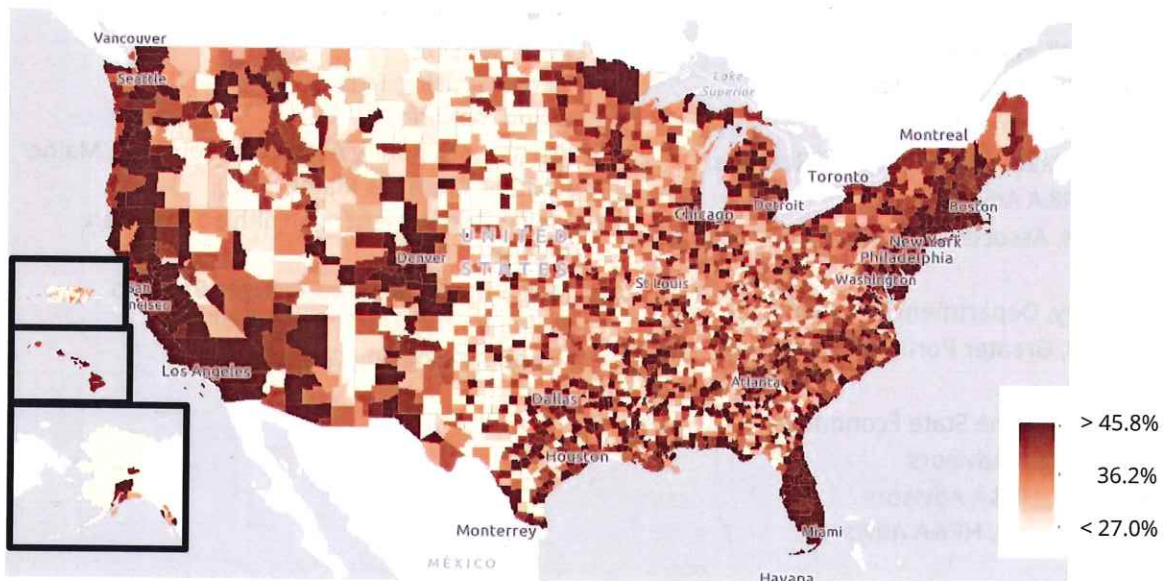 Vancouver
Seattle
Lake
Superior
Montreal
Toronto
Boston
Detroit
Chicago
New York
Philadelphia
UNITED
STATES
Denver
St Louis
Washington
San
Los Angeles
Atlanta
Dallas
Houston
Monterrey
Miami
MÉXICO
Havana
> 45.8%
36.2%
< 27.0%